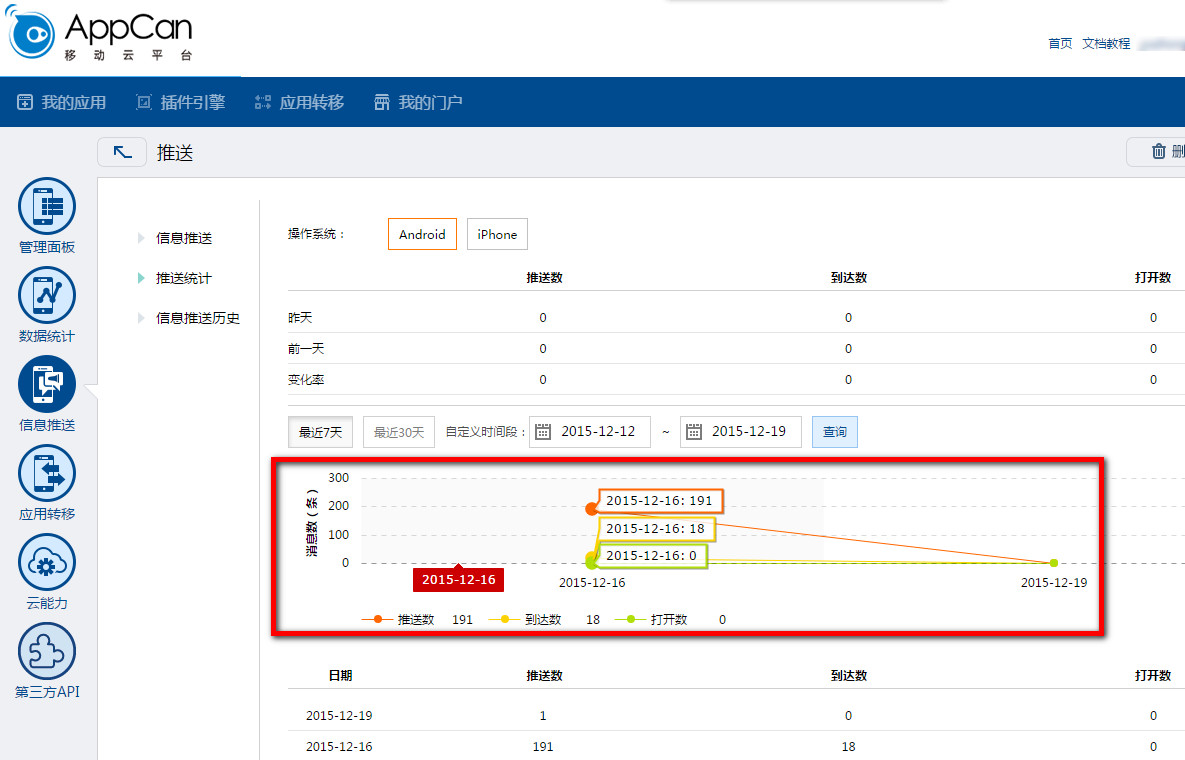 AppCan
移动云平台
首页 文档教程
我的应用 插件引擎 应用转移 我的门户
推送
删
管理面板
数据统计
信息推送
应用转移
云能力
第三方API
信息推送
推送统计
信息推送历史
操作系统： Android iPhone
推送数 到达数 打开数
昨天 0 0 0
前一天 0 0 0
变化率 0 0 0
最近7天 最近30天 自定义时间段： 2015-12-12 ~ 2015-12-19 查询
消息数（条）
300
200
100
0
2015-12-16: 191
2015-12-16: 18
2015-12-16: 0
2015-12-16
2015-12-16 2015-12-19
推送数 191 到达数 18 打开数 0
日期 推送数 到达数 打开数
2015-12-19 1 0 0
2015-12-16 191 18 0